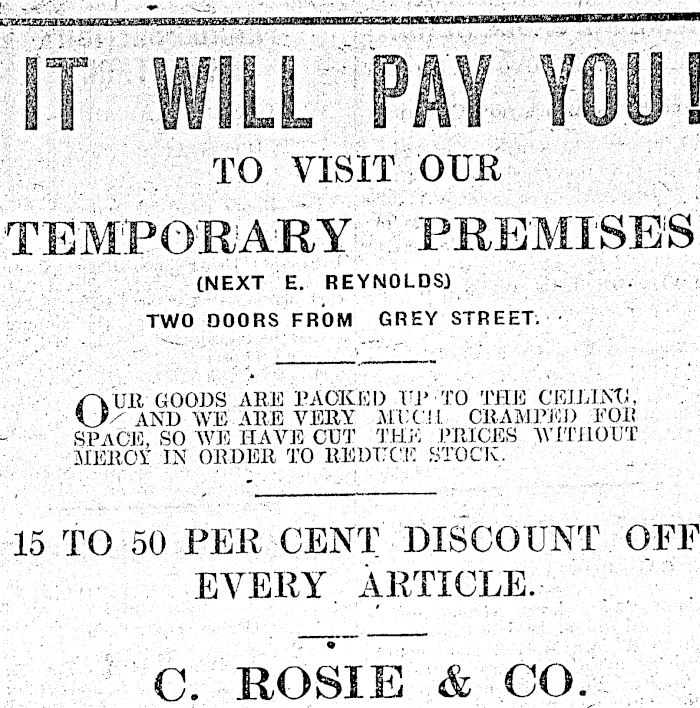 IT WILL PAY YOU!
TO VISIT OUR
TEMPORARY PREMISES
(NEXT E. REYNOLDS)
TWO DOORS FROM GREY STREET.
OUR GOODS ARE PACKED UP TO THE CEILING,
AND WE ARE VERY MUCH CRAMPED FOR
SPACE, SO WE HAVE CUT THE PRICES WITHOUT
MERCY IN ORDER TO REDUCE STOCK.
15 TO 50 PER CENT DISCOUNT OFF
EVERY ARTICLE.
C. ROSIE & CO.